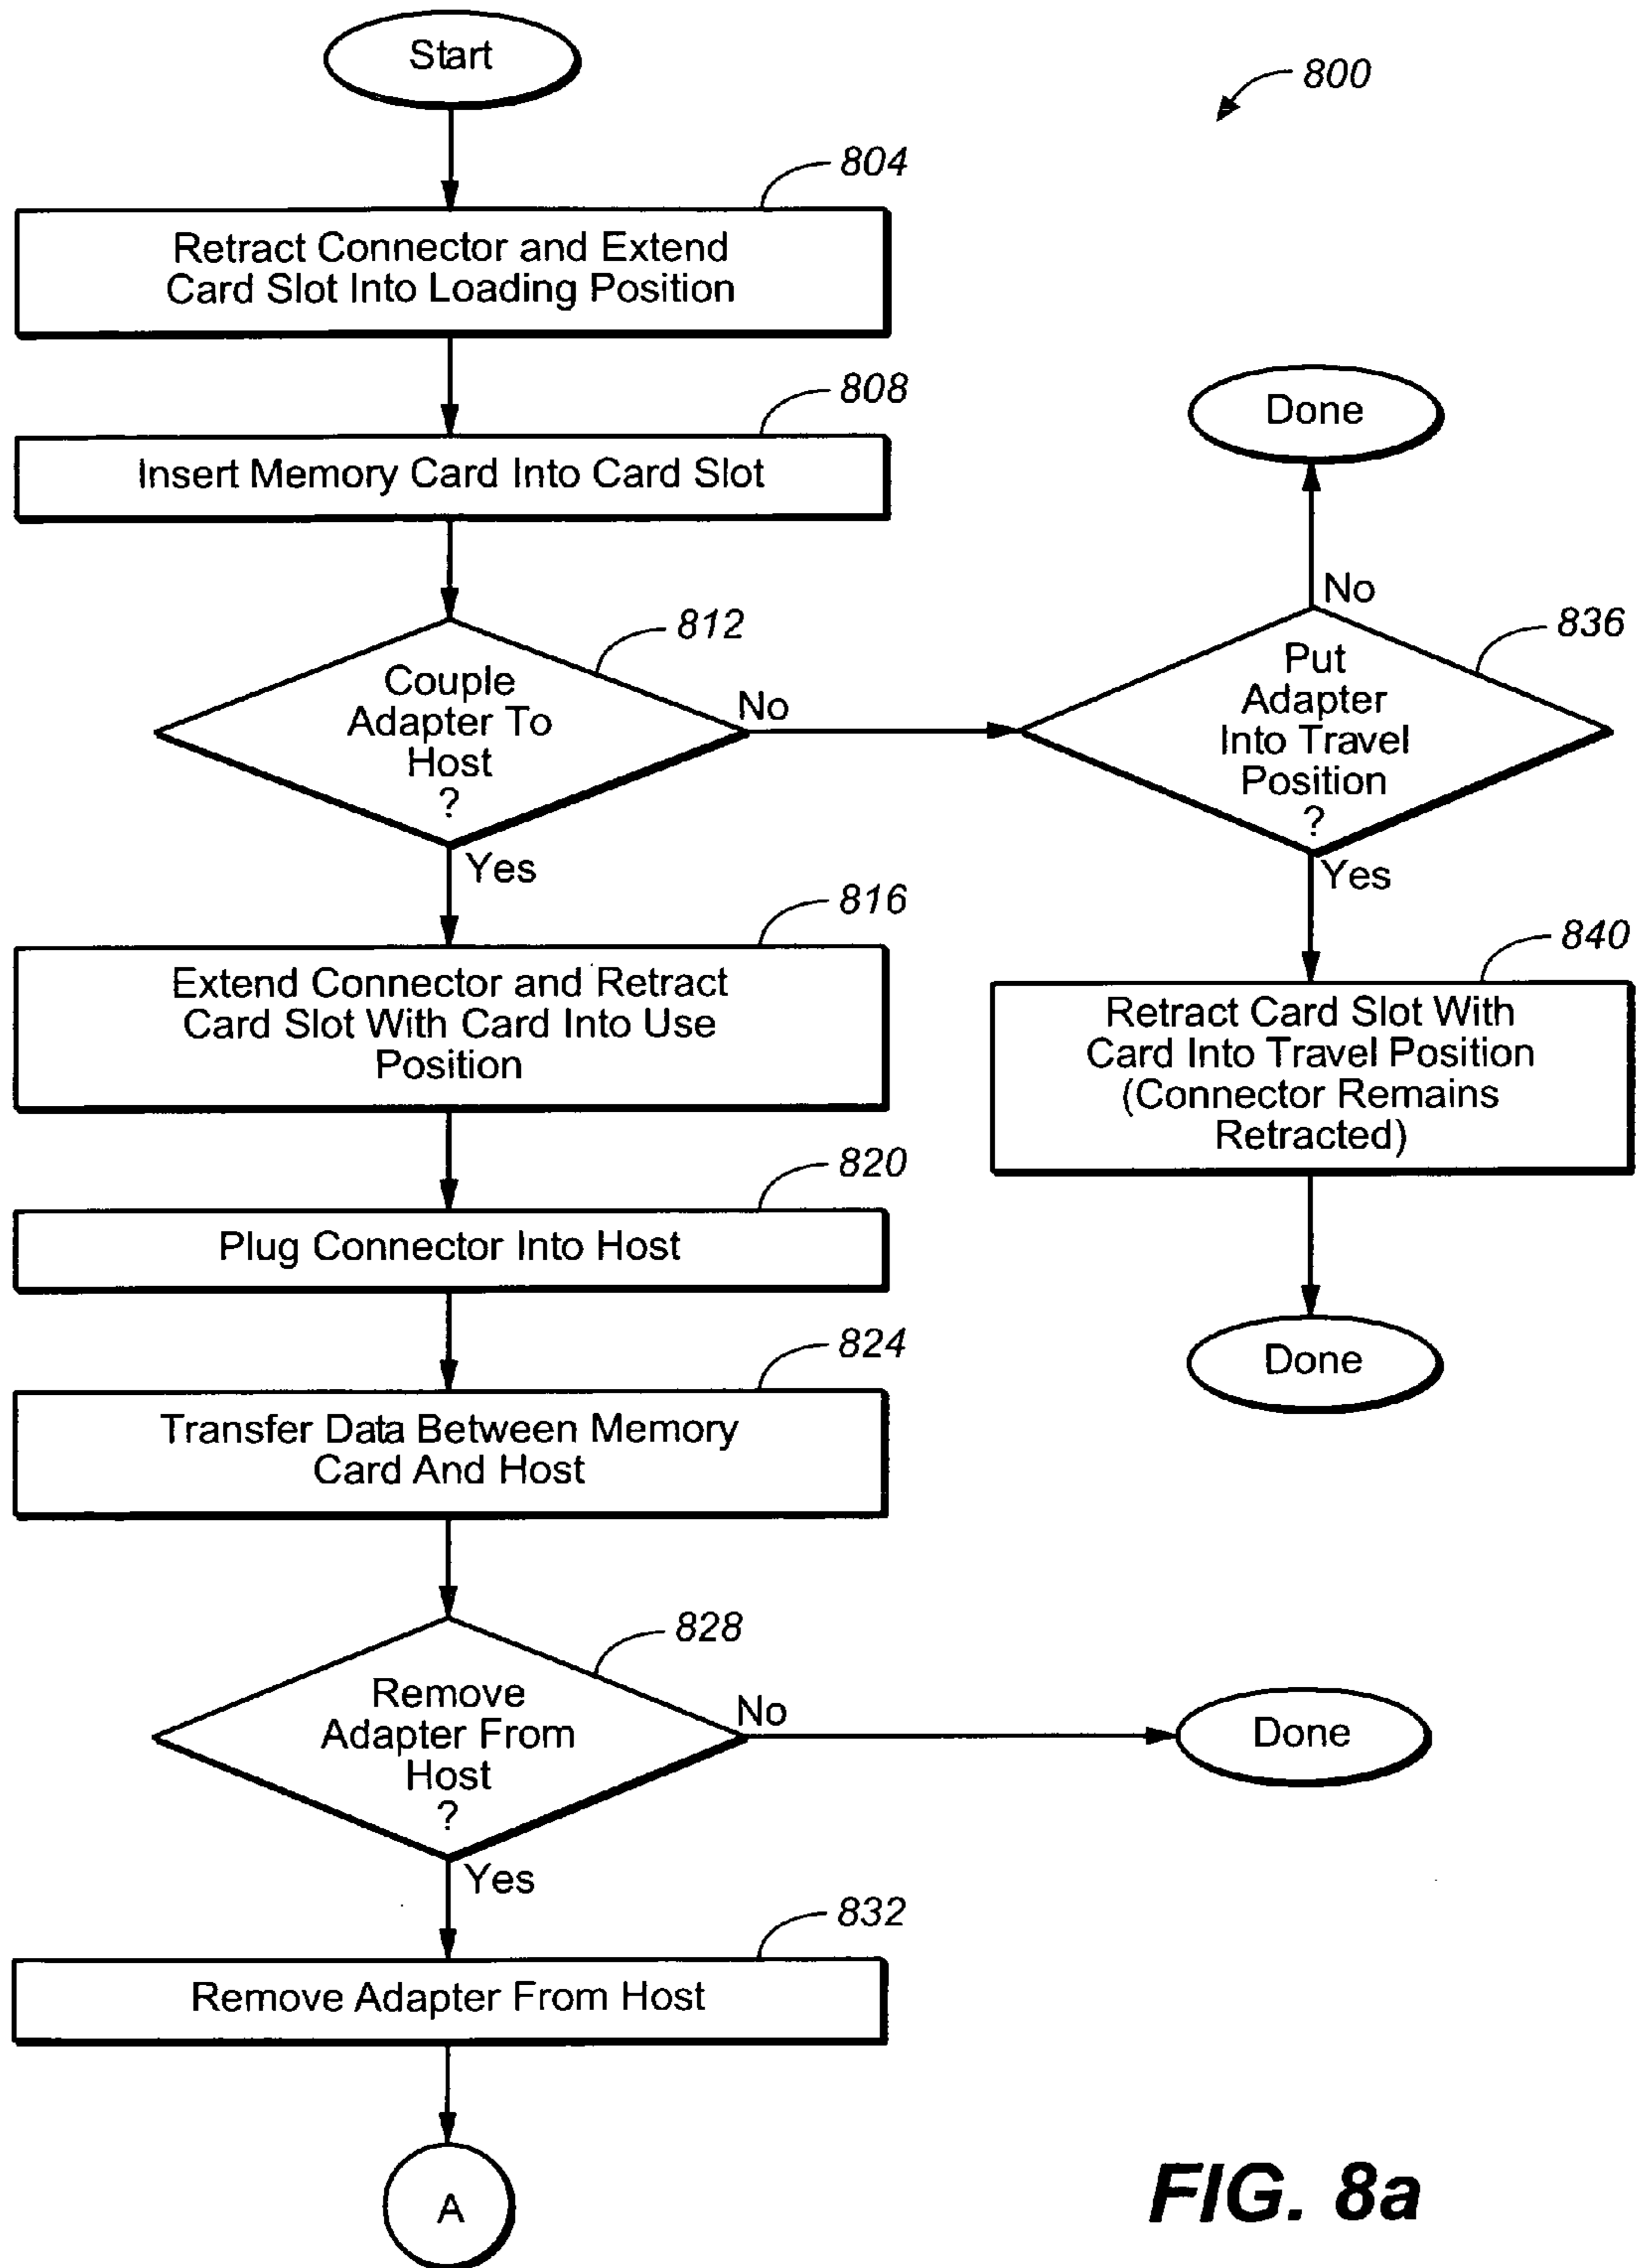 Start
800
804
Retract Connector and Extend
Card Slot Into Loading Position
808
Insert Memory Card Into Card Slot
Done
No
812
Couple
Adapter To
Host
?
No
Yes
836
Put
Adapter
Into Travel
Position
?
Yes
816
Extend Connector and Retract
Card Slot With Card Into Use
Position
840
Retract Card Slot With
Card Into Travel Position
(Connector Remains
Retracted)
820
Plug Connector Into Host
Done
824
Transfer Data Between Memory
Card And Host
828
Remove
Adapter From
Host
?
No
Done
Yes
832
Remove Adapter From Host
A
FIG. 8a